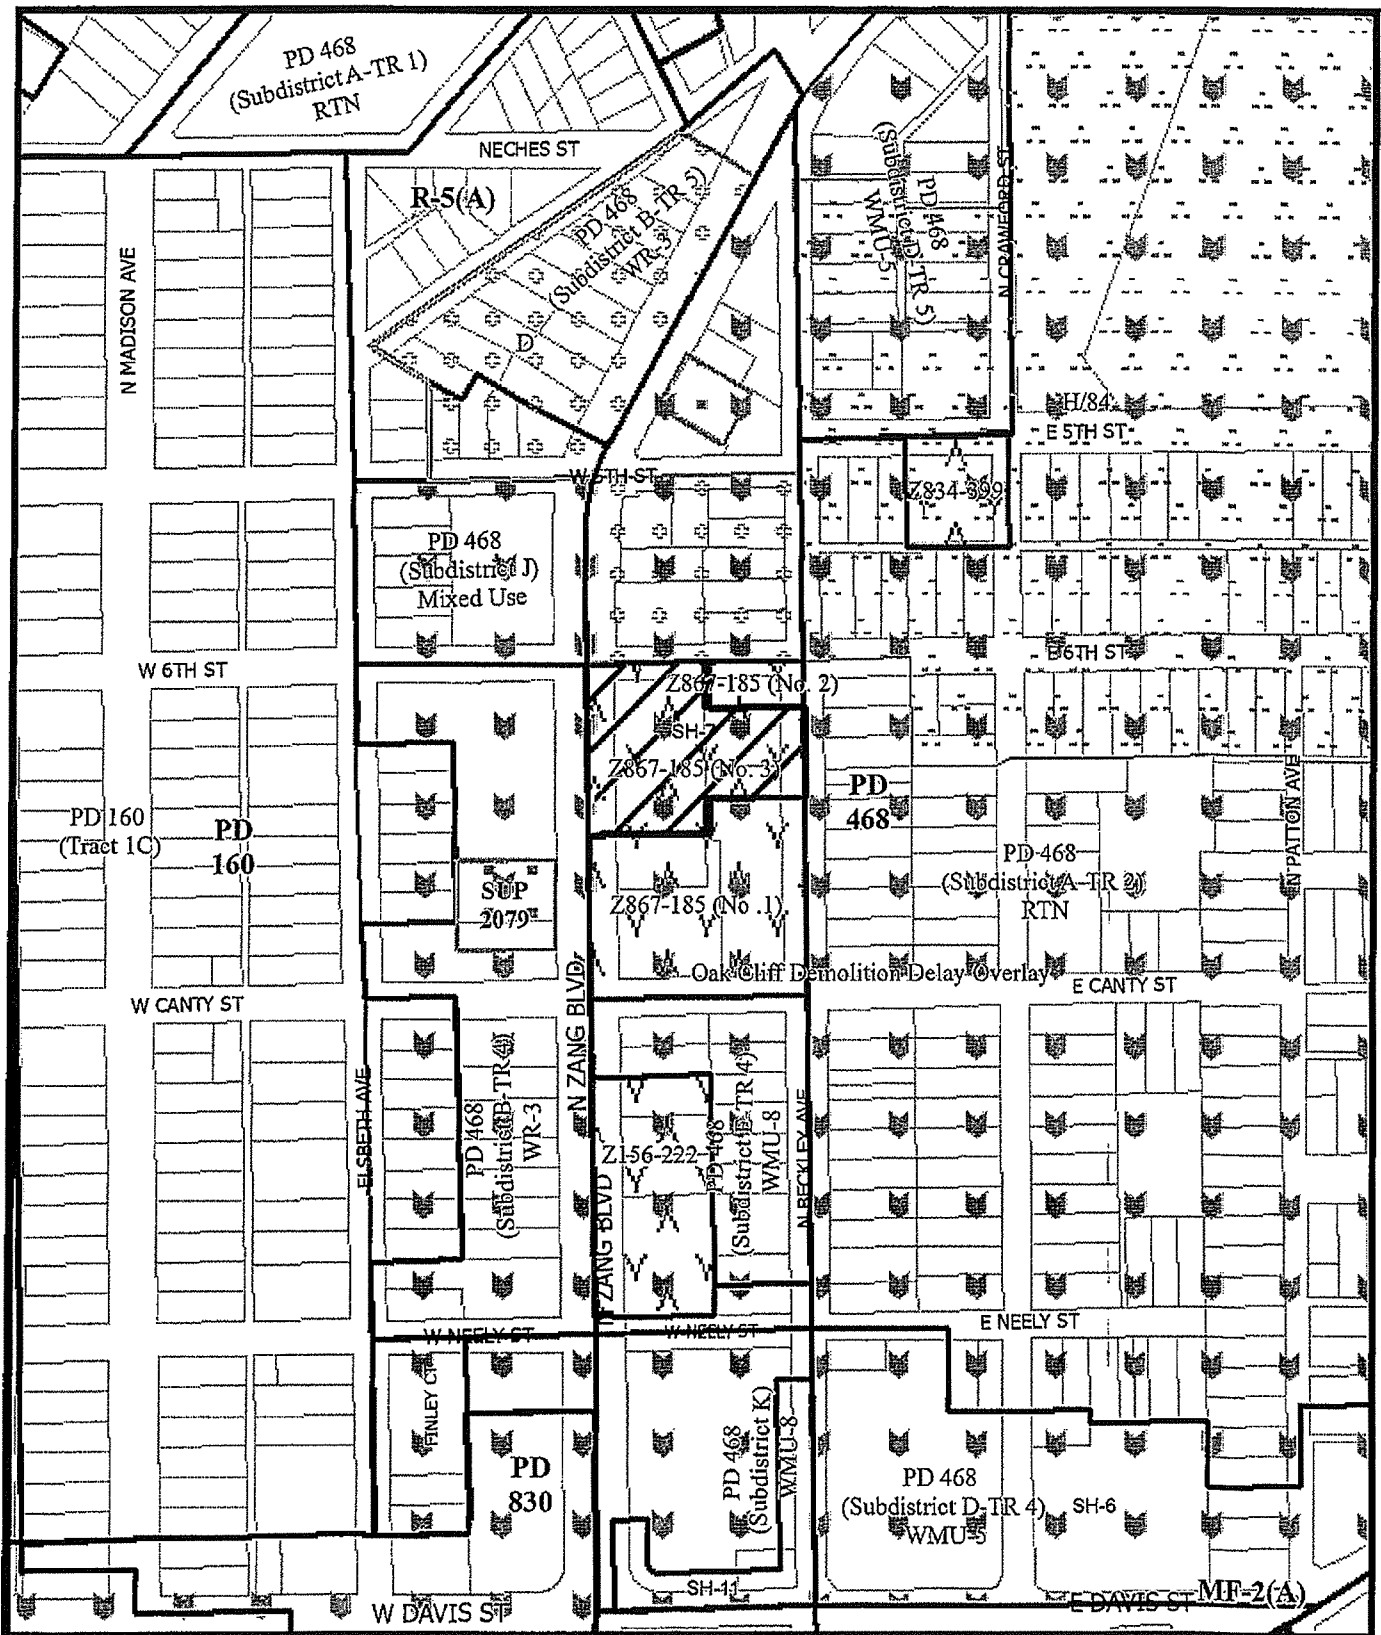 PD 468
(Subdistrict A-TR 1)
RTN
NECHES ST
R-5(A)
PD 468
(Subdistrict B-TR 5)
WR-3
D
PD 468
(Subdistrict D-TR 5)
WMU-5
N CRAWFORD ST
N MADISON AVE
H/84
E 5TH ST
W 5TH ST
Z834-399
PD 468
(Subdistrict J)
Mixed Use
W 6TH ST
E 6TH ST
Z867-185 (No. 2)
SH-7
Z867-185 (No. 3)
PD
468
PD 160
(Tract 1C)
PD
160
N PATTON AVE
PD 468
(Subdistrict A-TR 2)
RTN
SUP
2079
Z867-185 (No .1)
Oak Cliff Demolition Delay Overlay
E CANTY ST
W CANTY ST
N ZANG BLVD
ELSBETH AVE
PD 468
(Subdistrict B-TR 4)
WR-3
Z156-222
PD 468
(Subdistrict E-TR 4)
WMU-8
N BECKLEY AVE
N ZANG BLVD
W NEELY ST
W NEELY ST
E NEELY ST
FINLEY CT
PD
830
PD 468
(Subdistrict K)
WMU-8
PD 468
(Subdistrict D-TR 4)
WMU-5
SH-6
SH-11
W DAVIS ST
E DAVIS ST
MF-2(A)